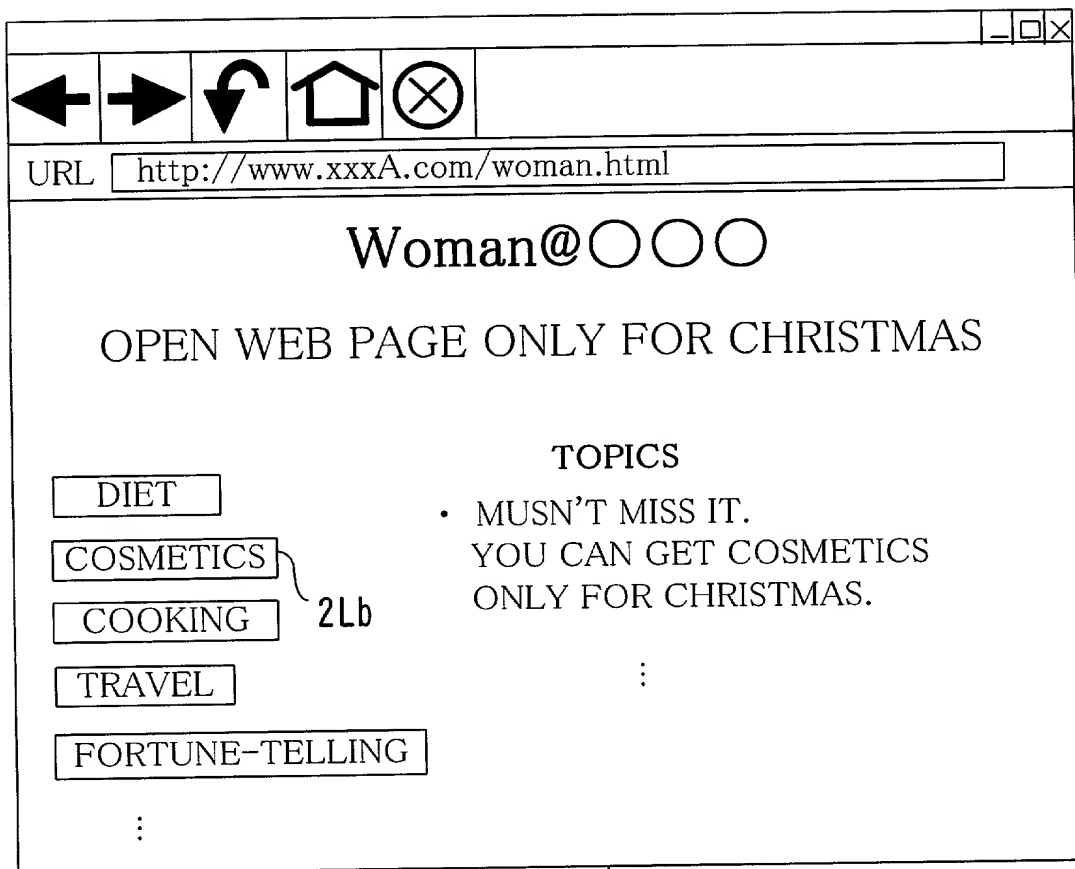 URL http://www.xxxA.com/woman.html
Woman@○○○
OPEN WEB PAGE ONLY FOR CHRISTMAS
DIET
COSMETICS
2Lb
COOKING
TRAVEL
FORTUNE-TELLING
⋮
TOPICS
· MUSN'T MISS IT.
YOU CAN GET COSMETICS
ONLY FOR CHRISTMAS.
⋮